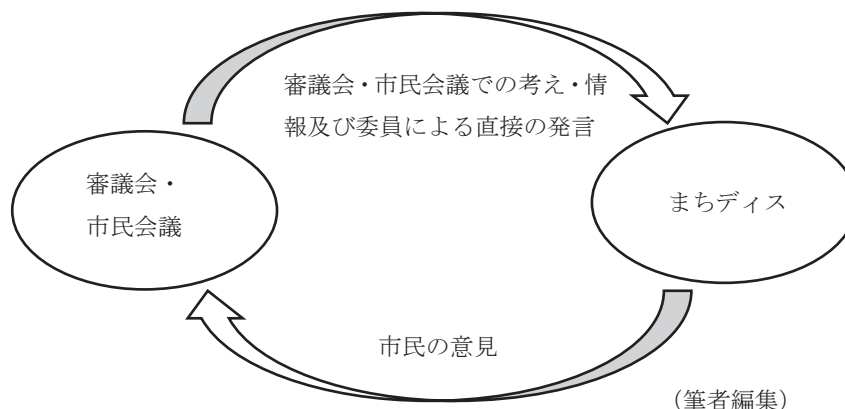 審議会・市民会議での考え・情
報及び委員による直接の発言
審議会・
市民会議
まちディス
市民の意見
（筆者編集）